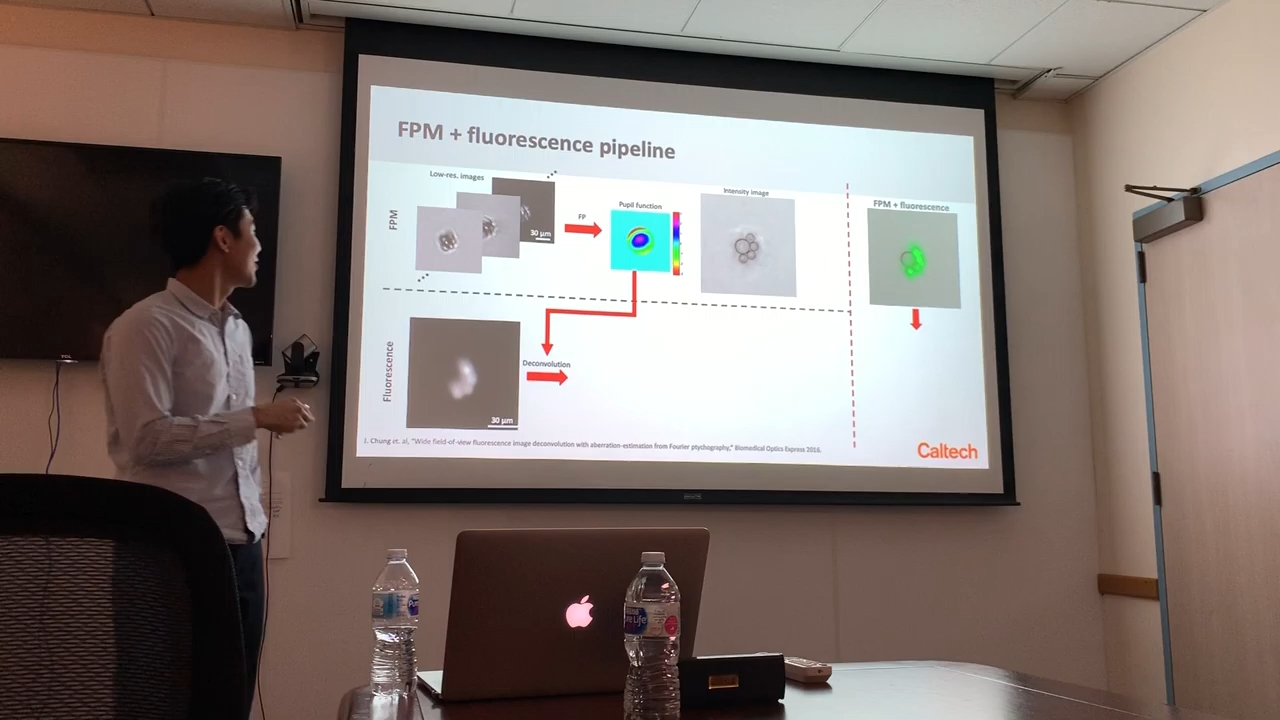 FPM + fluorescence pipeline
Low-res. images
FPM
30 µm
FP
Pupil function
Intensity image
FPM + fluorescence
Fluorescence
30 µm
Deconvolution
J. Chung et. al, "Wide field-of-view fluorescence image deconvolution with aberration-estimation from Fourier ptychography," Biomedical Optics Express 2016.
Caltech
TCL
Life